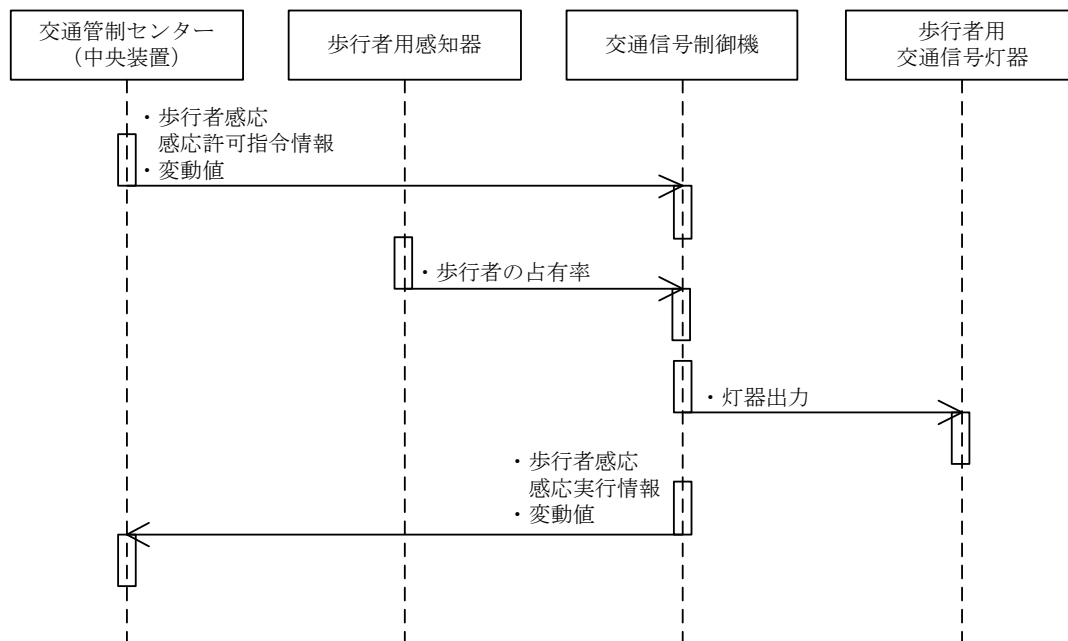 交通管制センター
（中央装置）
歩行者用感知器
交通信号制御機
歩行者用
交通信号灯器
・歩行者感応
感応許可指令情報
・変動値
・歩行者の占有率
・灯器出力
・歩行者感応
感応実行情報
・変動値